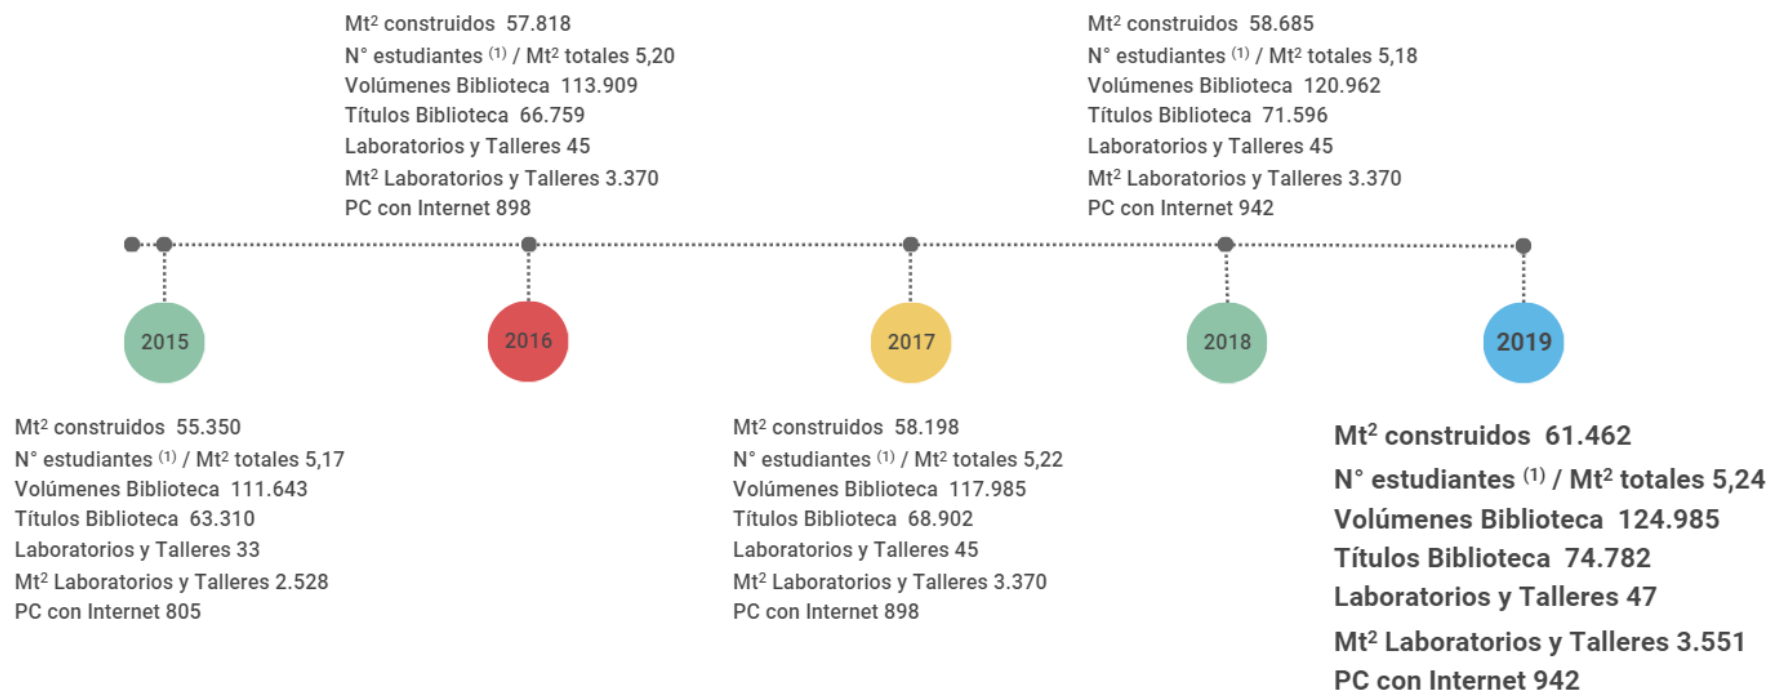 Mt² construidos 57.818
N° estudiantes ⁽¹⁾ / Mt² totales 5,20
Volúmenes Biblioteca 113.909
Títulos Biblioteca 66.759
Laboratorios y Talleres 45
Mt² Laboratorios y Talleres 3.370
PC con Internet 898
Mt² construidos 58.685
N° estudiantes ⁽¹⁾ / Mt² totales 5,18
Volúmenes Biblioteca 120.962
Títulos Biblioteca 71.596
Laboratorios y Talleres 45
Mt² Laboratorios y Talleres 3.370
PC con Internet 942
2015
2016
2017
2018
2019
Mt² construidos 55.350
N° estudiantes ⁽¹⁾ / Mt² totales 5,17
Volúmenes Biblioteca 111.643
Títulos Biblioteca 63.310
Laboratorios y Talleres 33
Mt² Laboratorios y Talleres 2.528
PC con Internet 805
Mt² construidos 58.198
N° estudiantes ⁽¹⁾ / Mt² totales 5,22
Volúmenes Biblioteca 117.985
Títulos Biblioteca 68.902
Laboratorios y Talleres 45
Mt² Laboratorios y Talleres 3.370
PC con Internet 898
Mt² construidos 61.462
N° estudiantes ⁽¹⁾ / Mt² totales 5,24
Volúmenes Biblioteca 124.985
Títulos Biblioteca 74.782
Laboratorios y Talleres 47
Mt² Laboratorios y Talleres 3.551
PC con Internet 942